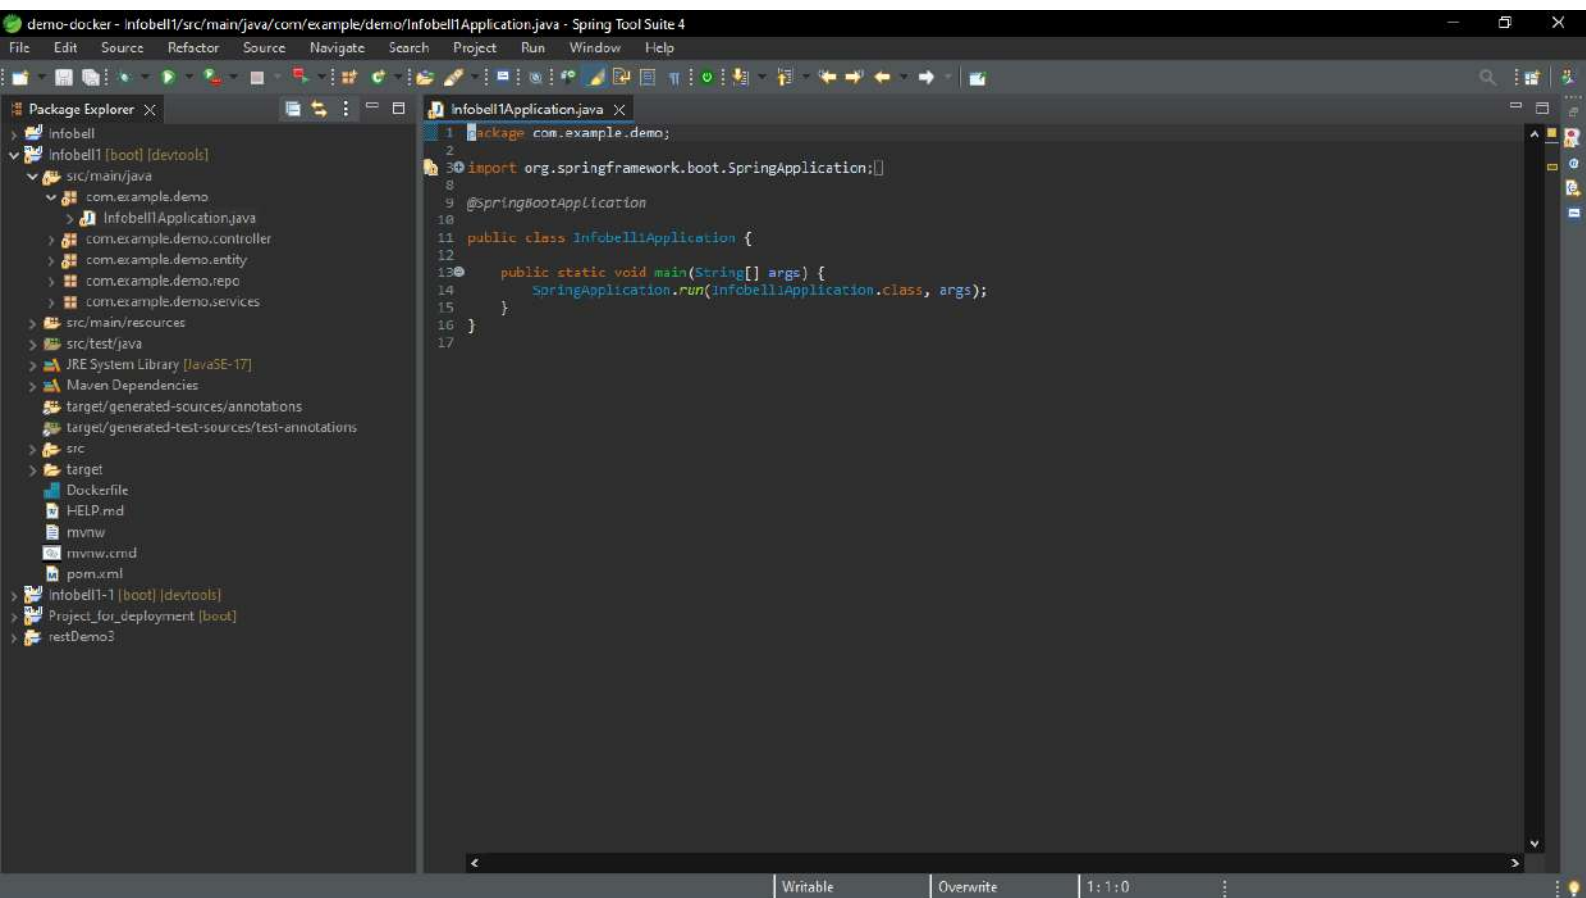 demo-docker - Infobell1/src/main/java/com/example/demo/Infobell1Application.java - Spring Tool Suite 4
File Edit Source Refactor Source Navigate Search Project Run Window Help
Package Explorer
Infobell
Infobell1 [boot] [devtools]
src/main/java
com.example.demo
Infobell1Application.java
com.example.demo.controller
com.example.demo.entity
com.example.demo.repo
com.example.demo.services
src/main/resources
src/test/java
JRE System Library [JavaSE-17]
Maven Dependencies
target/generated-sources/annotations
target/generated-test-sources/test-annotations
src
target
Dockerfile
HELP.md
mvnw
mvnw.cmd
pom.xml
Infobell1-1 [boot] [devtools]
Project_for_deployment [boot]
restDemo3
Infobell1Application.java
1 package com.example.demo;
2
3 import org.springframework.boot.SpringApplication;
8
9 @SpringBootApplication
10
11 public class Infobell1Application {
12
13 public static void main(String[] args) {
14 SpringApplication.run(Infobell1Application.class, args);
15 }
16 }
17
Writable Overwrite 1:1:0